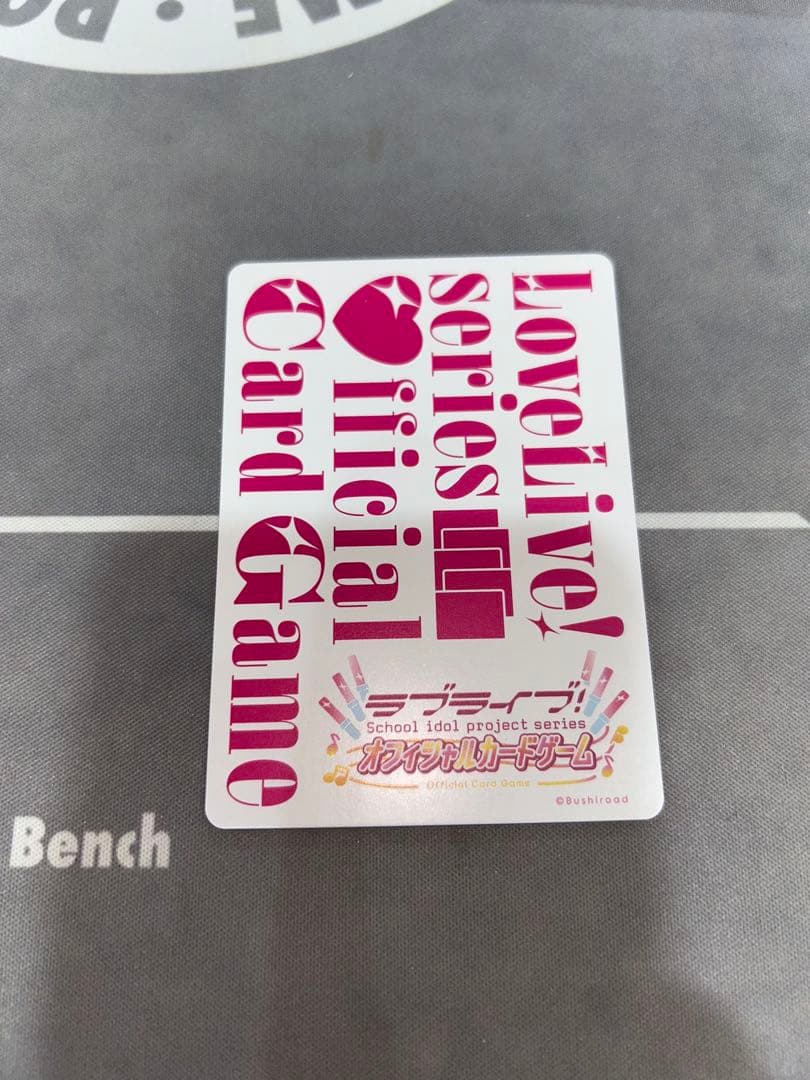 LoveLive!
series
Official
Card Game
ラブライブ!
School idol project series
オフィシャルカードゲーム
Official Card Game
©Bushiroad
Bench